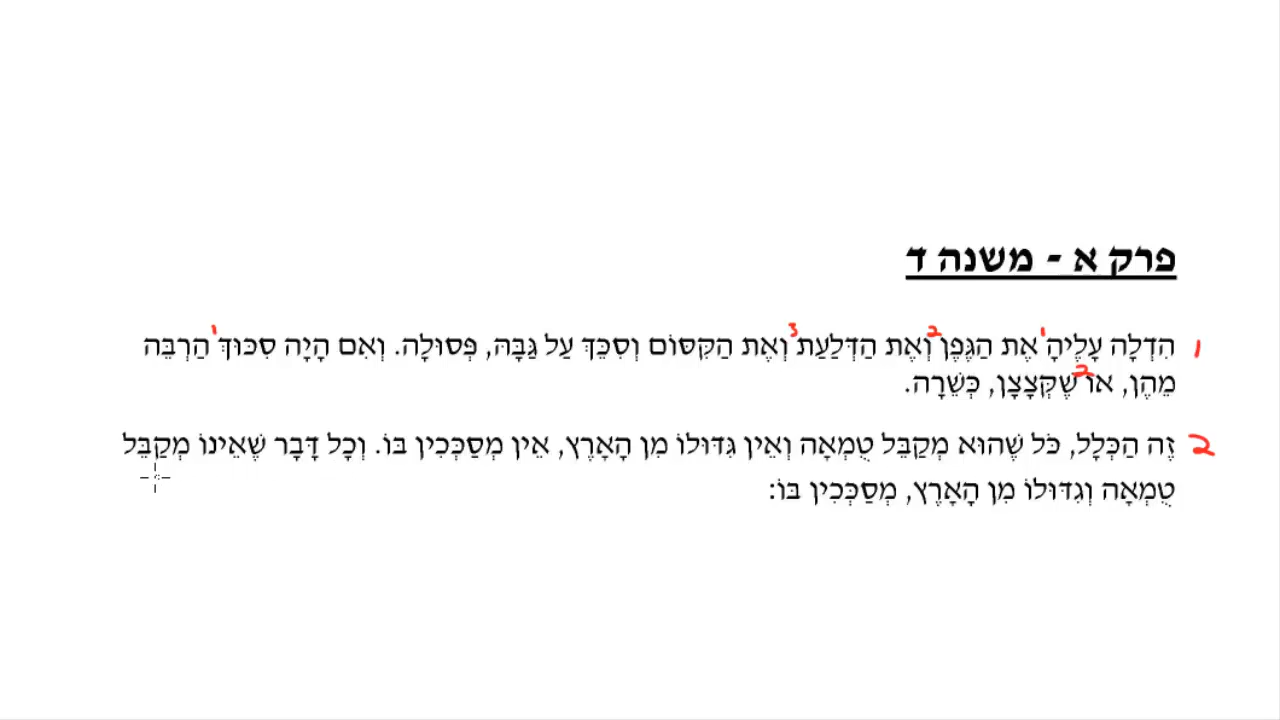 פרק א - משנה ד
1 הִדְלָה עָלֶיהָ 1 אֶת הַגֶּפֶן 2 וְאֶת הַדְּלַעַת 3 וְאֶת הַקִּסּוֹם וְסִכֵּךְ עַל גַּבָּהּ, פְּסוּלָה. וְאִם הָיָה סִכּוּךְ 1 הַרְבֵּה
מֵהֶן, אוֹ 2 שֶׁקְּצָצָן, כְּשֵׁרָה.
2 זֶה הַכְּלָל, כֹּל שֶׁהוּא מְקַבֵּל טֻמְאָה וְאֵין גִּדּוּלוֹ מִן הָאָרֶץ, אֵין מְסַכְּכִין בּוֹ. וְכָל דָּבָר שֶׁאֵינוֹ מְקַבֵּל
טֻמְאָה וְגִדּוּלוֹ מִן הָאָרֶץ, מְסַכְּכִין בּוֹ: